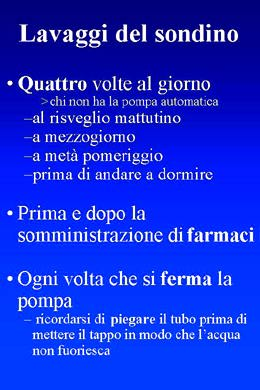 Lavaggi del sondino
• Quattro volte al giorno
> chi non ha la pompa automatica
–al risveglio mattutino
–a mezzogiorno
–a metà pomeriggio
–prima di andare a dormire
• Prima e dopo la
somministrazione di farmaci
• Ogni volta che si ferma la
pompa
– ricordarsi di piegare il tubo prima di
mettere il tappo in modo che l'acqua
non fuoriesca